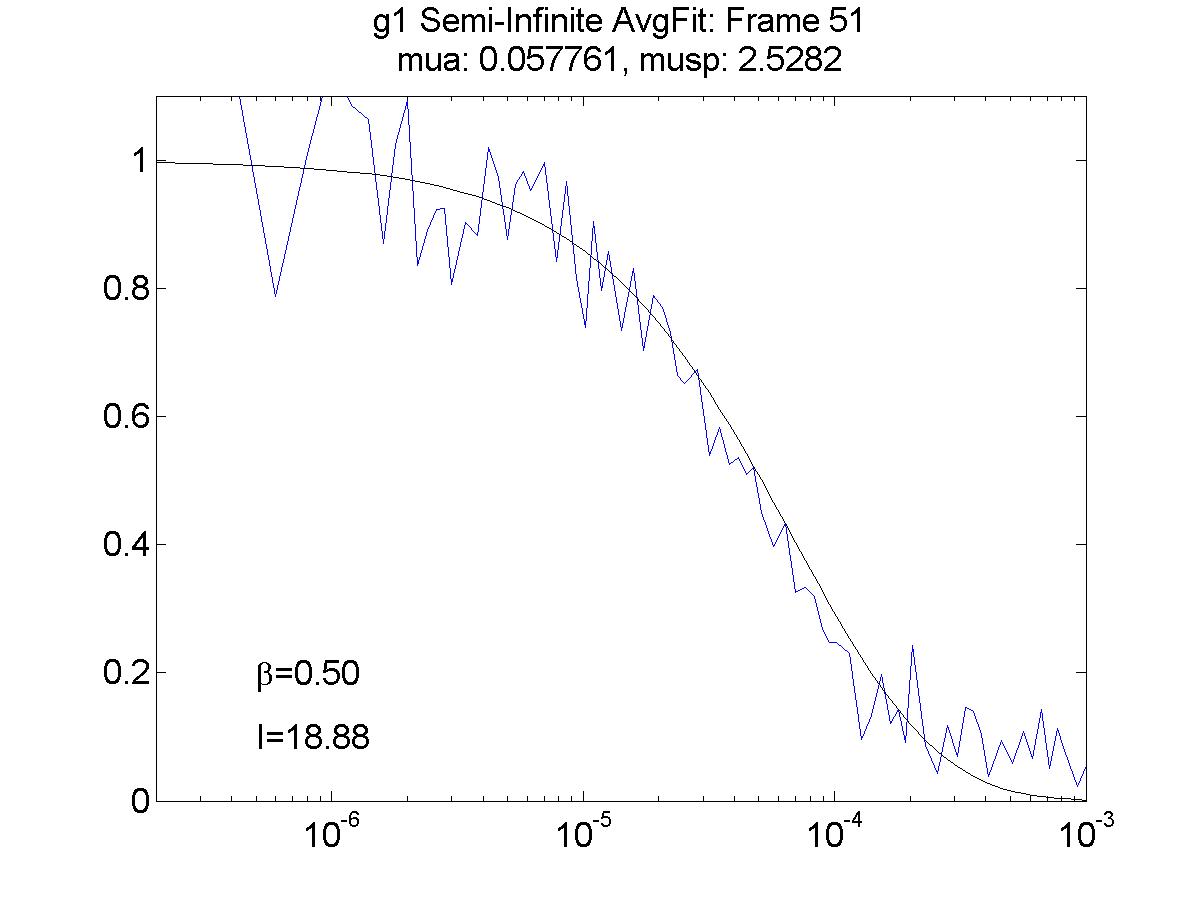 g1 Semi-Infinite AvgFit: Frame 51
mua: 0.057761, musp: 2.5282
1
0.8
0.6
0.4
0.2
0
β=0.50
I=18.88
10^-6
10^-5
10^-4
10^-3